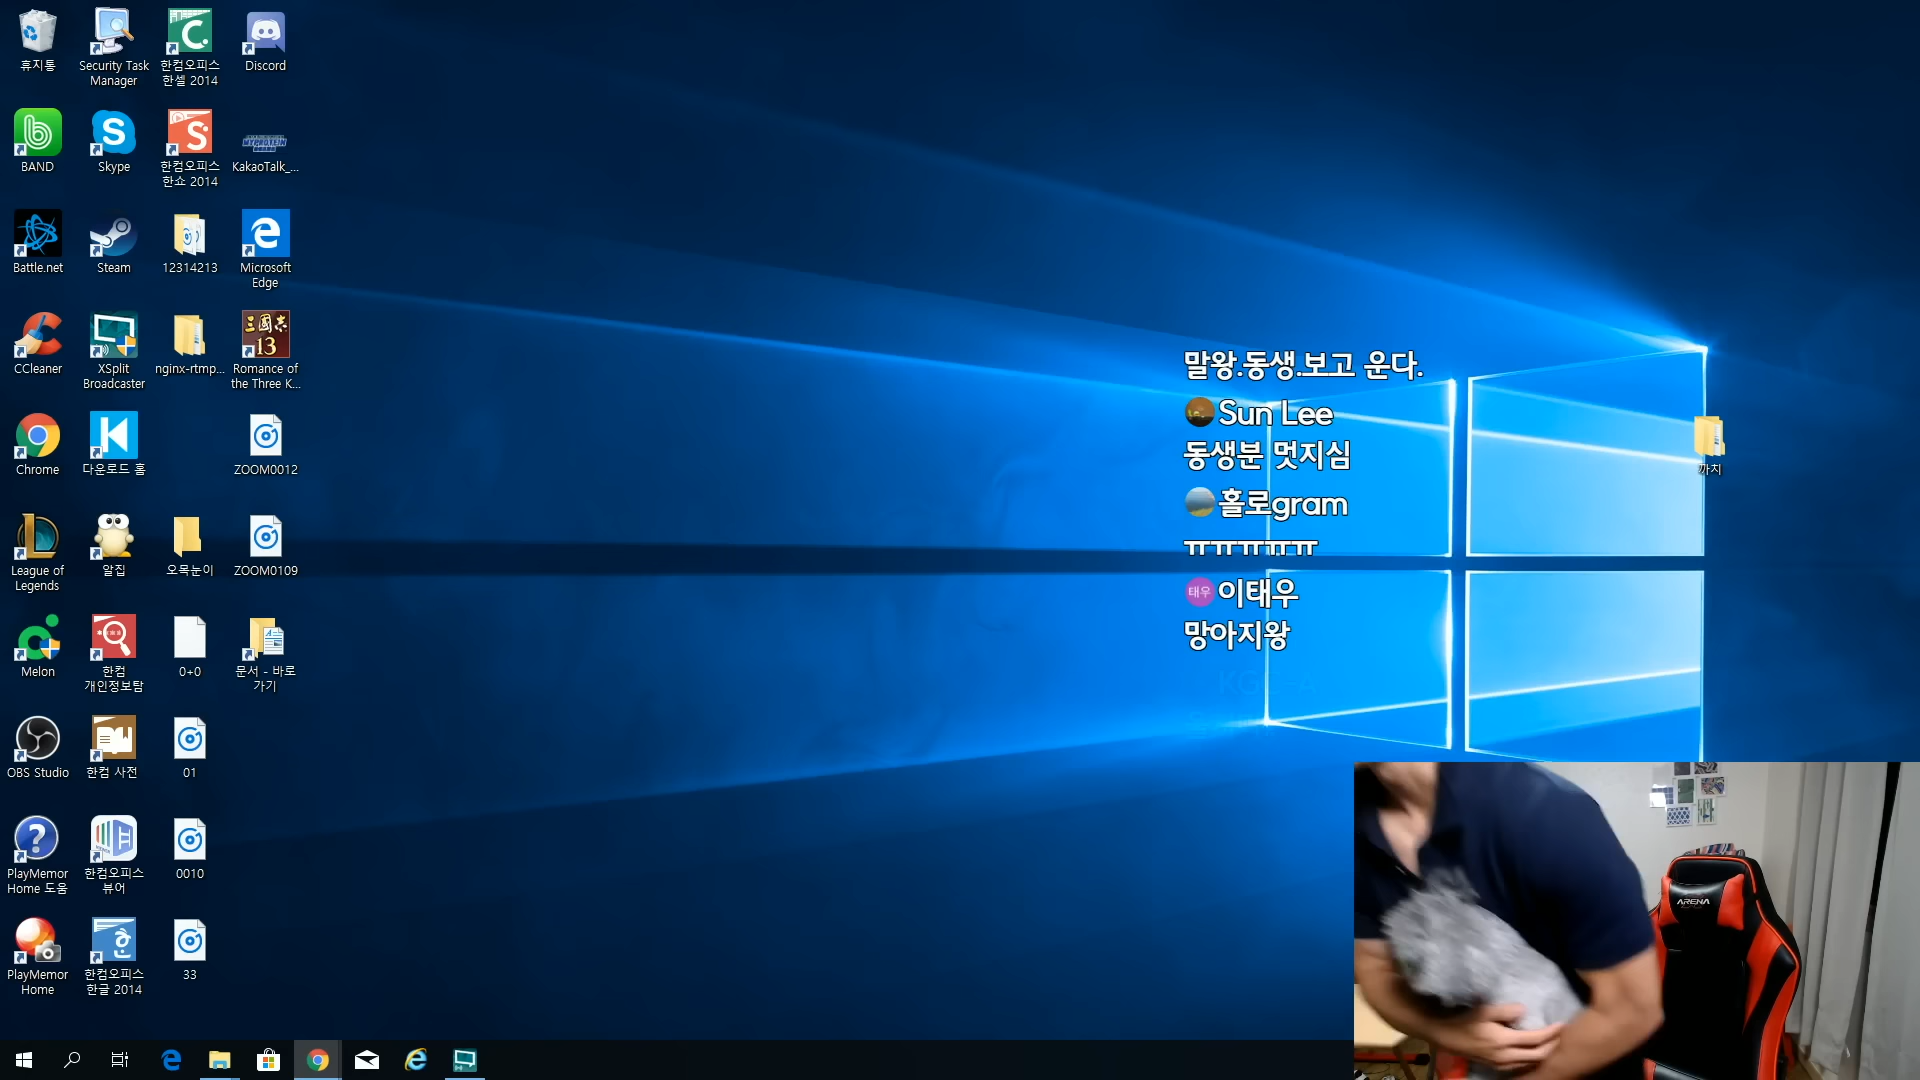 휴지통
Security Task
Manager
한컴오피스
한셀 2014
Discord
BAND
Skype
한컴오피스
한쇼 2014
KakaoTalk_...
Battle.net
Steam
12314213
Microsoft
Edge
三國志
13
CCleaner
XSplit
Broadcaster
nginx-rtmp...
Romance of
the Three K...
Chrome
다운로드 홈
ZOOM0012
League of
Legends
알집
오목눈이
ZOOM0109
Melon
한컴
개인정보탐
0+0
문서 - 바로
가기
OBS Studio
한컴 사전
01
PlayMemor
Home 도움
한컴오피스
뷰어
0010
PlayMemor
Home
한컴오피스
한글 2014
33
말왕.동생.보고 운다.
Sun Lee
동생분 멋지심
홀로gram
ㅠㅠㅠㅠㅠ
태우 이태우
망아지왕
까치
ARENA